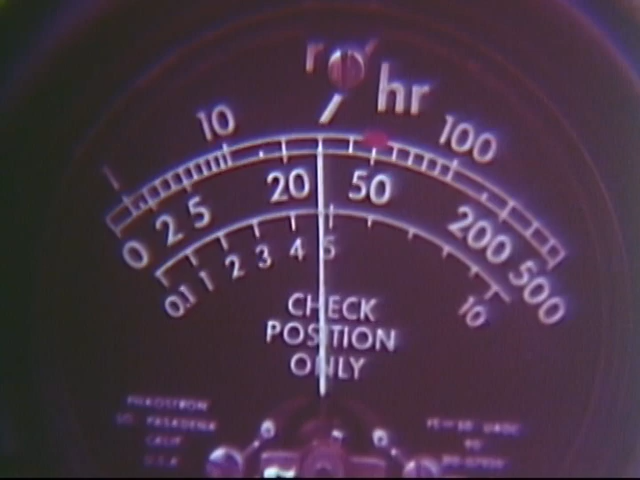 r / hr
1 10 100
0 2 5 20 50 200 500
0.1 1 2 3 4 5 10
CHECK
POSITION
ONLY
PASADENA
CALIF
U.S.A